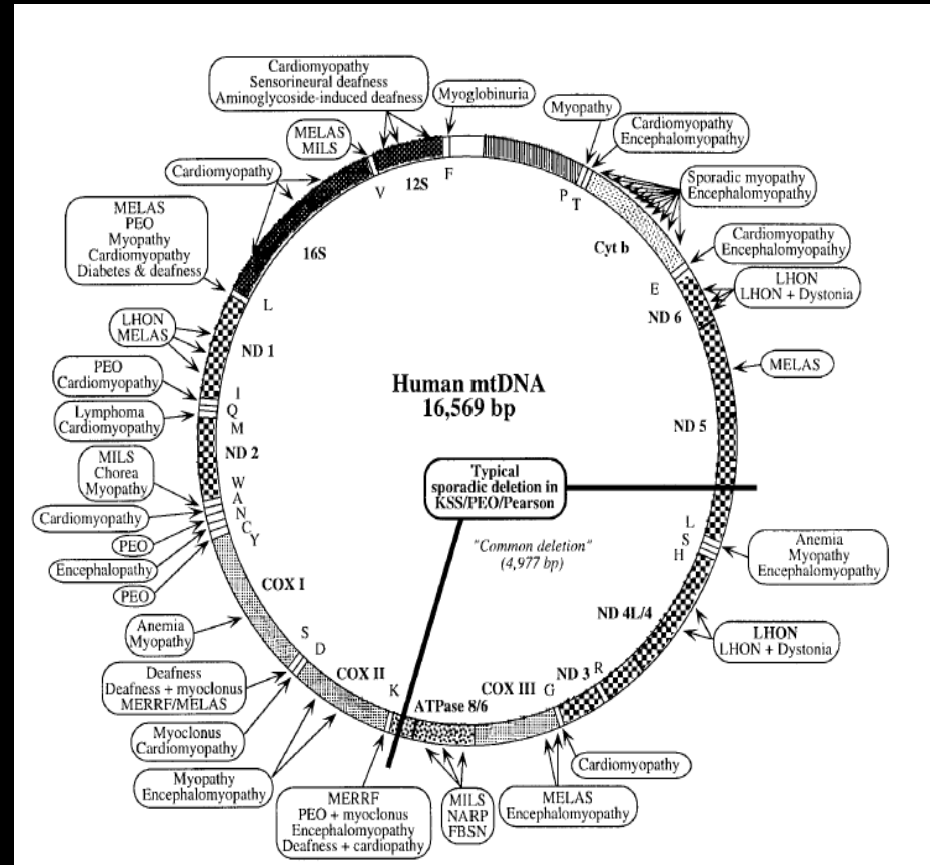 Cardiomyopathy
Sensorineural deafness
Aminoglycoside-induced deafness
Myoglobinuria
Myopathy
Cardiomyopathy
Encephalomyopathy
MELAS
MILS
Sporadic myopathy
Encephalomyopathy
Cardiomyopathy
V
12S
F
P
T
MELAS
PEO
Myopathy
Cardiomyopathy
Diabetes & deafness
16S
Cyt b
Cardiomyopathy
Encephalomyopathy
L
E
LHON
LHON + Dystonia
ND 6
LHON
MELAS
ND 1
MELAS
PEO
Cardiomyopathy
I
Q
M
Human mtDNA
16,569 bp
Lymphoma
Cardiomyopathy
ND 5
ND 2
MILS
Chorea
Myopathy
W
A
N
C
Y
Typical
sporadic deletion in
KSS/PEO/Pearson
Cardiomyopathy
PEO
Encephalopathy
PEO
"Common deletion"
(4,977 bp)
L
S
H
Anemia
Myopathy
Encephalomyopathy
COX I
Anemia
Myopathy
S
D
ND 4L/4
LHON
LHON + Dystonia
Deafness
Deafness + myoclonus
MERRF/MELAS
COX II
K
ATPase 8/6
COX III
G
ND 3
R
Myoclonus
Cardiomyopathy
Myopathy
Encephalomyopathy
Cardiomyopathy
MERRF
PEO + myoclonus
Encephalomyopathy
Deafness + cardiopathy
MILS
NARP
FBSN
MELAS
Encephalomyopathy